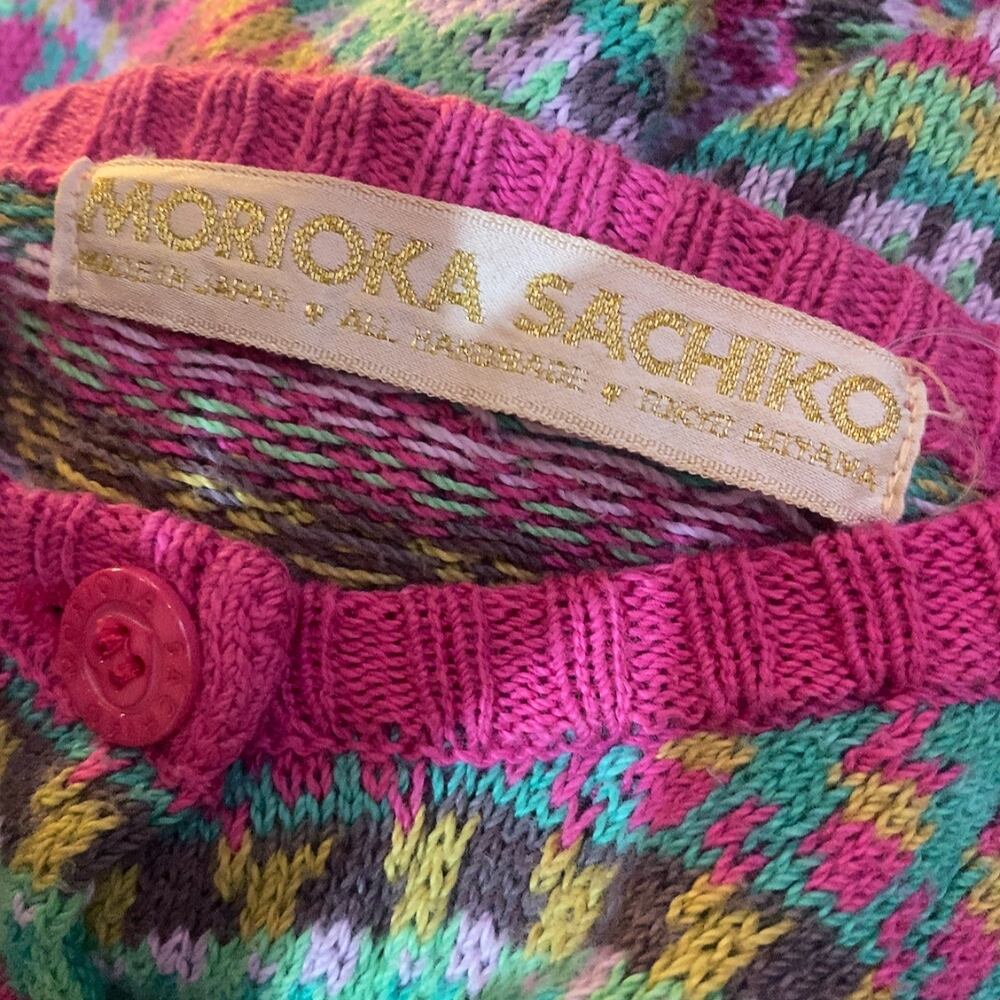 MORIOKA SACHIKO
MADE IN JAPAN ♥ ALL HANDMADE ♥ TOKYO AOYAMA